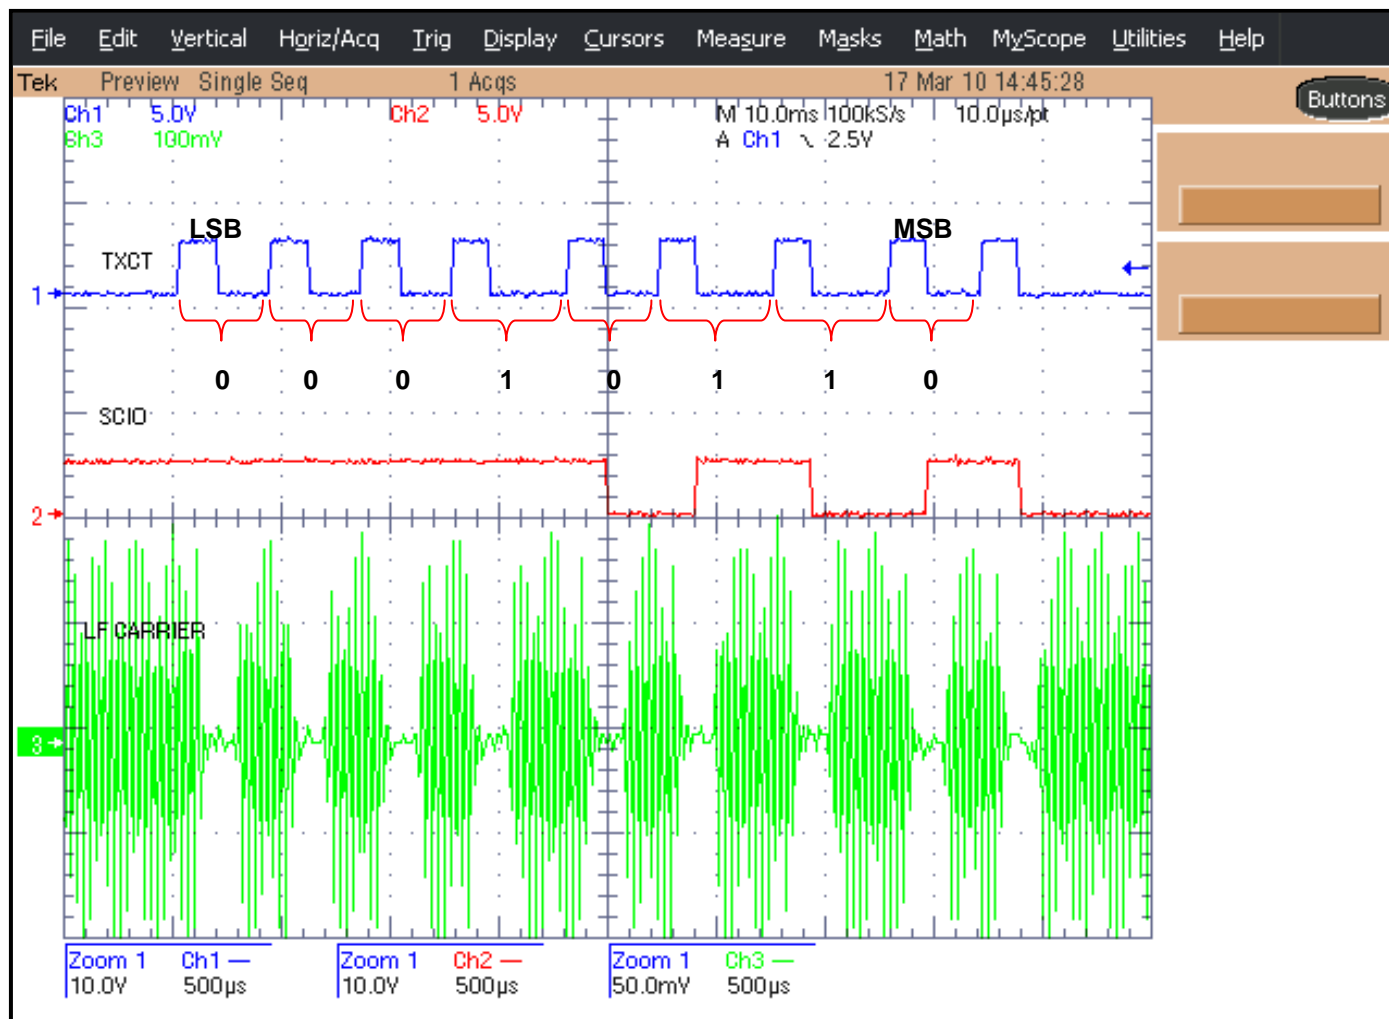 File Edit Vertical Horiz/Acq Trig Display Cursors Measure Masks Math MyScope Utilities Help
Tek Preview Single Seq 1 Acqs 17 Mar 10 14:45:28
Buttons
Ch1 5.0V Ch2 5.0V M 10.0ms 100kS/s 10.0µs/pt
Ch3 100mV A Ch1 2.5V
LSB MSB
TXCT
1
0 0 0 1 0 1 1 0
SCIO
2
LF CARRIER
3
Zoom 1 Ch1 Zoom 1 Ch2 Zoom 1 Ch3
10.0V 500µs 10.0V 500µs 50.0mV 500µs